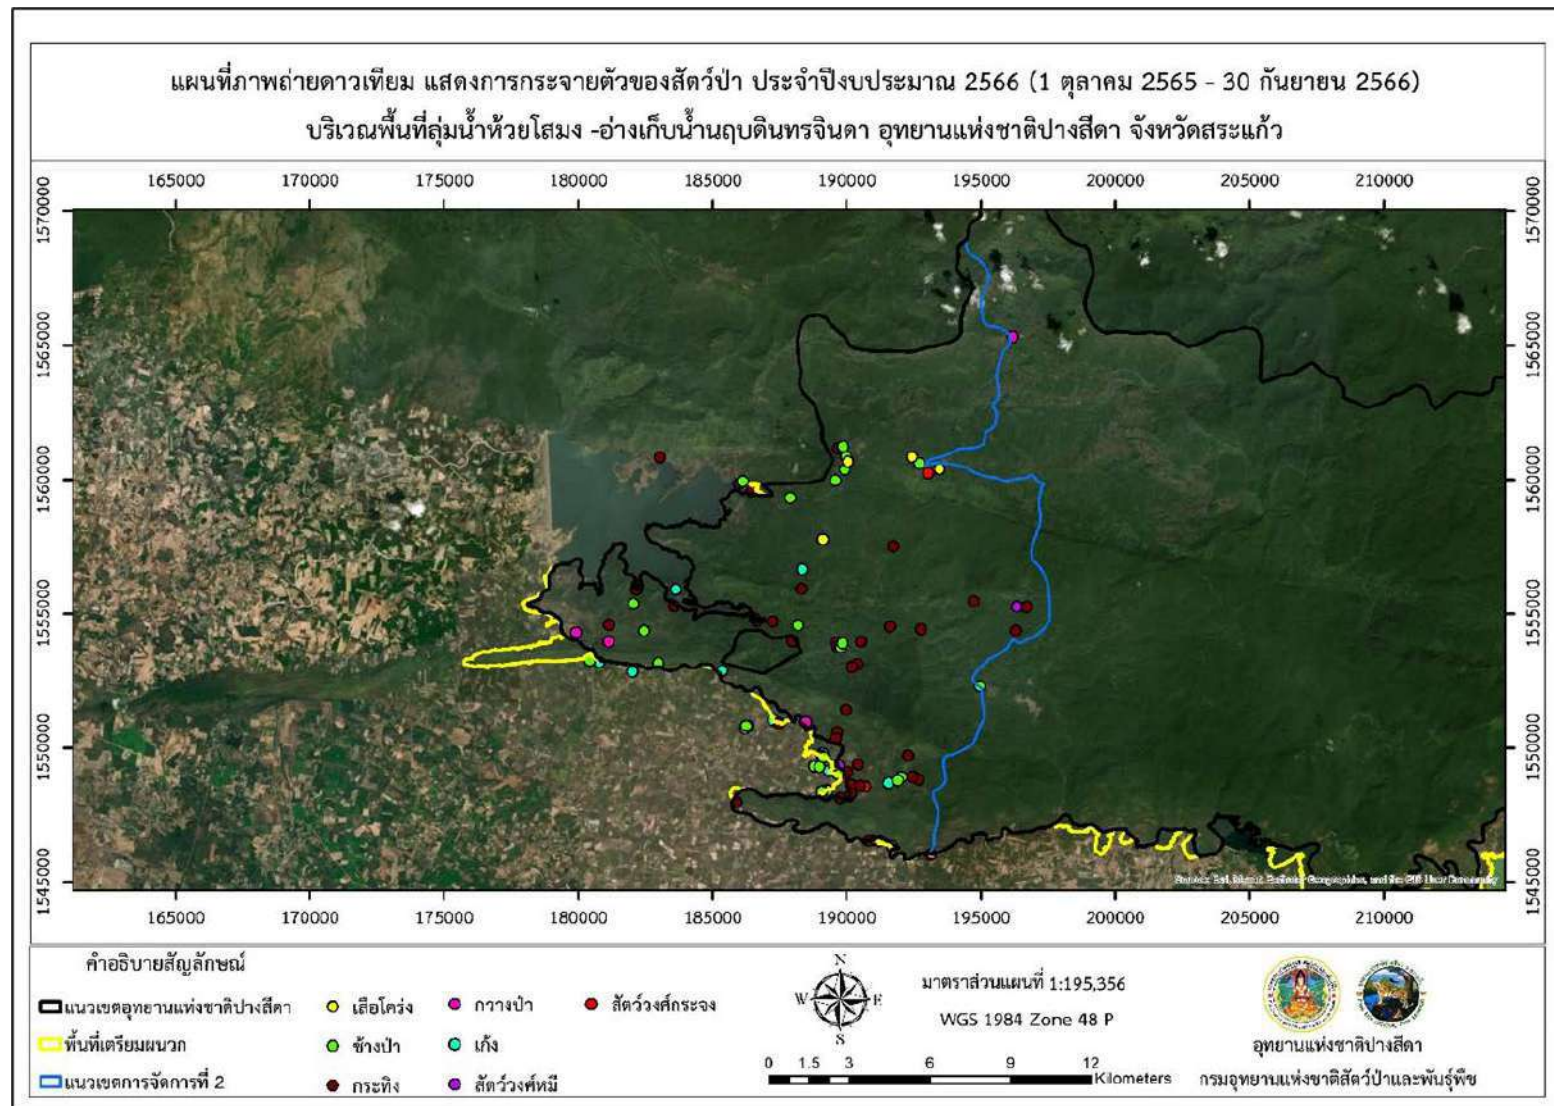 แผนที่ภาพถ่ายดาวเทียม แสดงการกระจายตัวของสัตว์ป่า ประจำปีงบประมาณ 2566 (1 ตุลาคม 2565 - 30 กันยายน 2566)
บริเวณพื้นที่ลุ่มน้ำห้วยโสมง -อ่างเก็บน้ำนฤบดินทรจินดา อุทยานแห่งชาติปางสีดา จังหวัดสระแก้ว
165000 170000 175000 180000 185000 190000 195000 200000 205000 210000
1570000 1570000
1565000 1565000
1560000 1560000
1555000 1555000
1550000 1550000
1545000 1545000
165000 170000 175000 180000 185000 190000 195000 200000 205000 210000
คำอธิบายสัญลักษณ์
แนวเขตอุทยานแห่งชาติปางสีดา
พื้นที่เตรียมผนวก
แนวเขตการจัดการที่ 2
เสือโคร่ง
ช้างป่า
กระทิง
กวางป่า
เก้ง
สัตว์วงศ์หมี
สัตว์วงศ์กระจง
N
W E
S
มาตราส่วนแผนที่ 1:195,356
WGS 1984 Zone 48 P
0 1.5 3 6 9 12
Kilometers
อุทยานแห่งชาติปางสีดา
กรมอุทยานแห่งชาติสัตว์ป่าและพันธุ์พืช